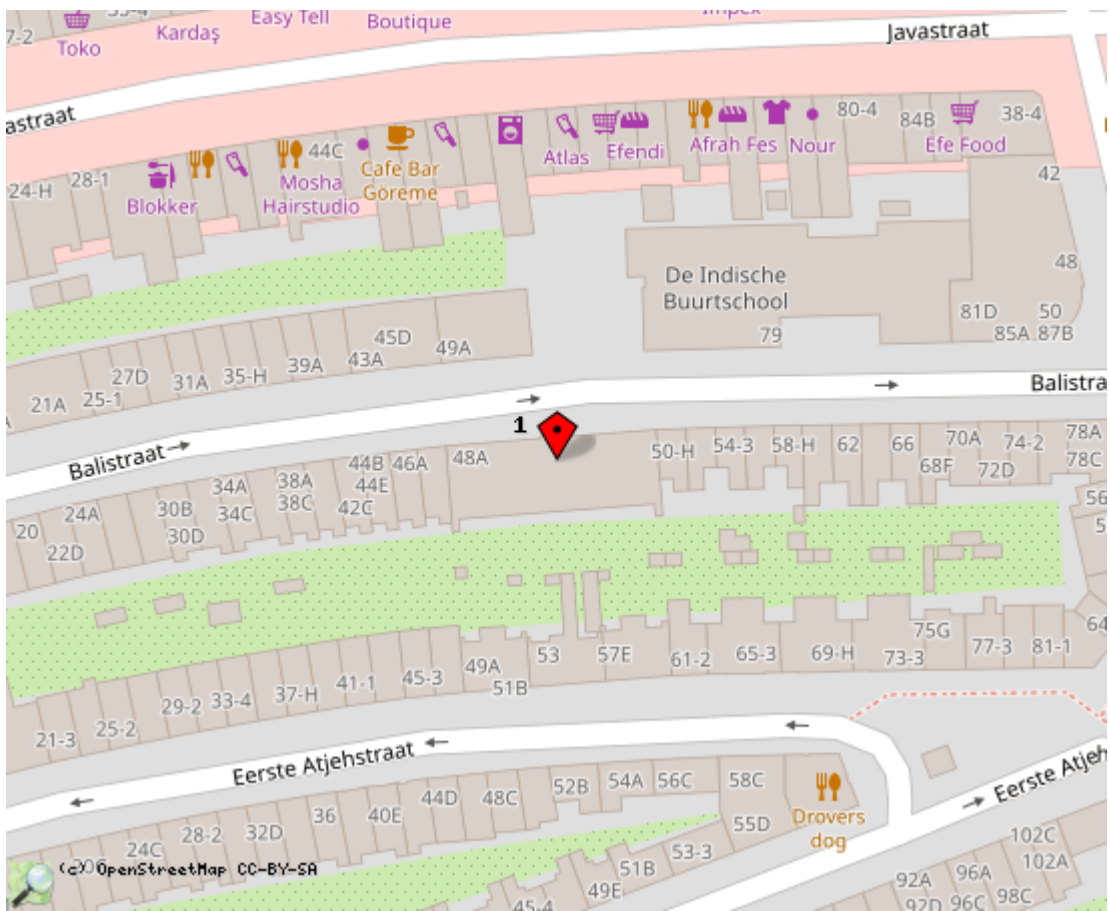 Easy Tell
Boutique
Kardaş
Toko
Javastraat
astraat
80-4
38-4
84B
44C
Atlas
Efendi
Afrah Fes
Nour
Efe Food
Cafe Bar
Goreme
42
28-1
24-H
Mosha
Hairstudio
Blokker
48
De Indische
Buurtschool
81D
50
79
85A
87B
45D
49A
43A
39A
35-H
31A
27D
25-1
21A
Balistra
Balistraat
1
78A
78C
70A
74-2
72D
66
68F
62
58-H
54-3
50-H
48A
46A
44B
44E
42C
38A
38C
34A
34C
30B
30D
24A
22D
20
56
5
64
75G
77-3
81-1
73-3
69-H
65-3
61-2
57E
53
49A
51B
45-3
41-1
37-H
33-4
29-2
25-2
21-3
Eerste Atjehstraat
Eerste Atjeh
58C
56C
54A
52B
48C
44D
40E
36
32D
28-2
24C
Drovers
dog
55D
53-3
51B
49E
45-4
102C
102A
96A
92A
92D
96C
98C
(c) OpenStreetMap CC-BY-SA